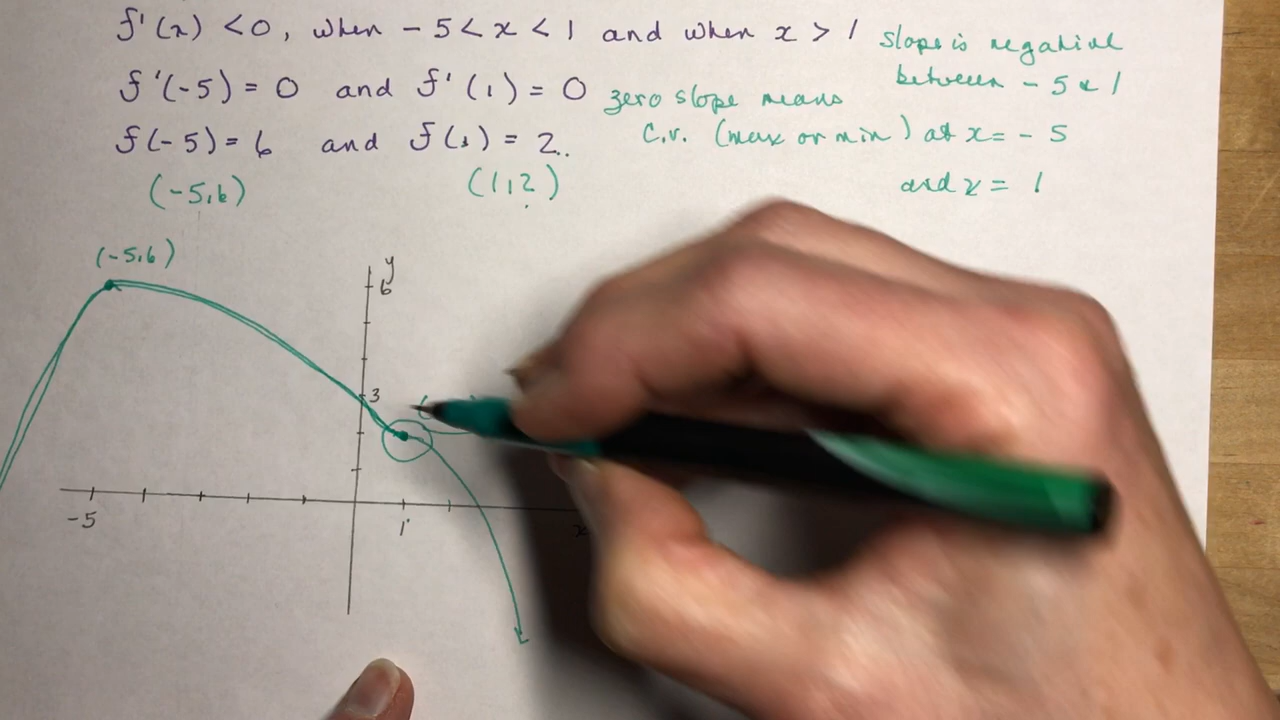 f'(x) < 0, when -5 < x < 1 and when x > 1
slope is negative
between -5 & 1
f'(-5) = 0 and f'(1) = 0
zero slope means
c.v. (max or min) at x = -5
and x = 1
f(-5) = 6 and f(1) = 2.
(-5,6)
(1,2)
(-5,6)
y
6
3
-5
1
x